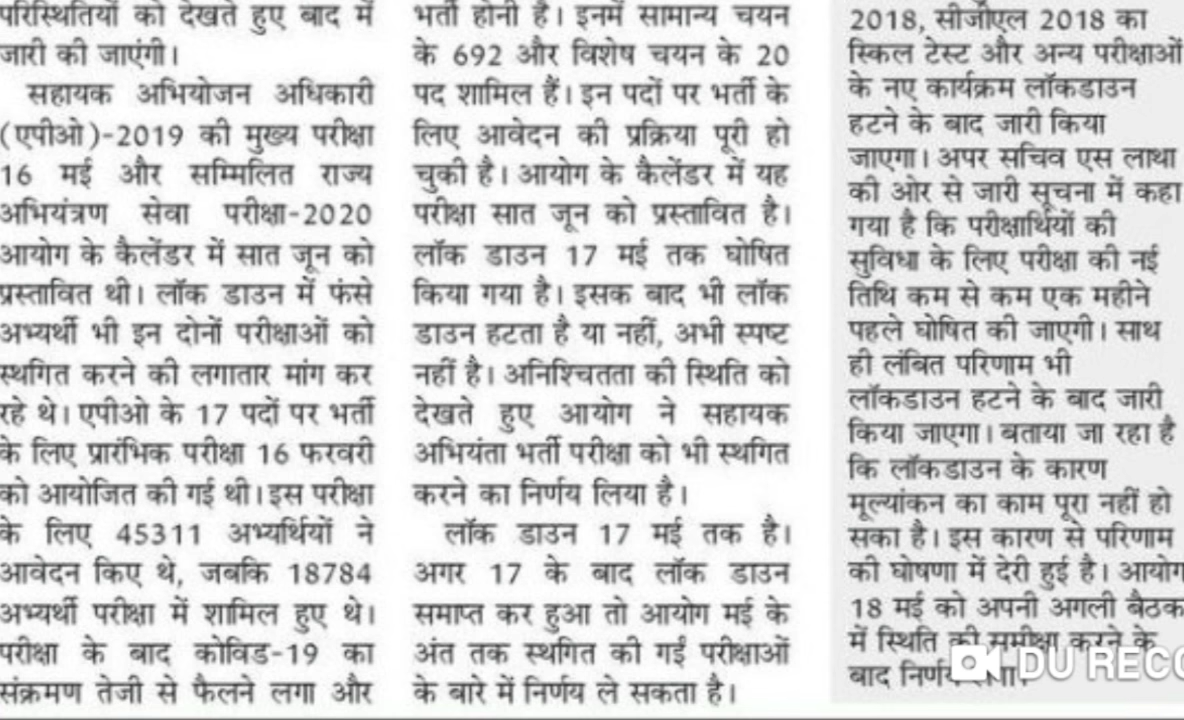 परिस्थितियों को देखते हुए बाद में
जारी की जाएंगी।
सहायक अभियोजन अधिकारी
(एपीओ)-2019 की मुख्य परीक्षा
16 मई और सम्मिलित राज्य
अभियंत्रण सेवा परीक्षा-2020
आयोग के कैलेंडर में सात जून को
प्रस्तावित थी। लॉक डाउन में फंसे
अभ्यर्थी भी इन दोनों परीक्षाओं को
स्थगित करने की लगातार मांग कर
रहे थे। एपीओ के 17 पदों पर भर्ती
के लिए प्रारंभिक परीक्षा 16 फरवरी
को आयोजित की गई थी। इस परीक्षा
के लिए 45311 अभ्यर्थियों ने
आवेदन किए थे, जबकि 18784
अभ्यर्थी परीक्षा में शामिल हुए थे।
परीक्षा के बाद कोविड-19 का
संक्रमण तेजी से फैलने लगा और
भर्ती होनी है। इनमें सामान्य चयन
के 692 और विशेष चयन के 20
पद शामिल हैं। इन पदों पर भर्ती के
लिए आवेदन की प्रक्रिया पूरी हो
चुकी है। आयोग के कैलेंडर में यह
परीक्षा सात जून को प्रस्तावित है।
लॉक डाउन 17 मई तक घोषित
किया गया है। इसक बाद भी लॉक
डाउन हटता है या नहीं, अभी स्पष्ट
नहीं है। अनिश्चितता की स्थिति को
देखते हुए आयोग ने सहायक
अभियंता भर्ती परीक्षा को भी स्थगित
करने का निर्णय लिया है।
लॉक डाउन 17 मई तक है।
अगर 17 के बाद लॉक डाउन
समाप्त कर हुआ तो आयोग मई के
अंत तक स्थगित की गईं परीक्षाओं
के बारे में निर्णय ले सकता है।
2018, सीजीएल 2018 का
स्किल टेस्ट और अन्य परीक्षाओं
के नए कार्यक्रम लॉकडाउन
हटने के बाद जारी किया
जाएगा। अपर सचिव एस लाथा
की ओर से जारी सूचना में कहा
गया है कि परीक्षार्थियों की
सुविधा के लिए परीक्षा की नई
तिथि कम से कम एक महीने
पहले घोषित की जाएगी। साथ
ही लंबित परिणाम भी
लॉकडाउन हटने के बाद जारी
किया जाएगा। बताया जा रहा है
कि लॉकडाउन के कारण
मूल्यांकन का काम पूरा नहीं हो
सका है। इस कारण से परिणाम
की घोषणा में देरी हुई है। आयोग
18 मई को अपनी अगली बैठक
में स्थिति की समीक्षा करने के
बाद
DU RECO